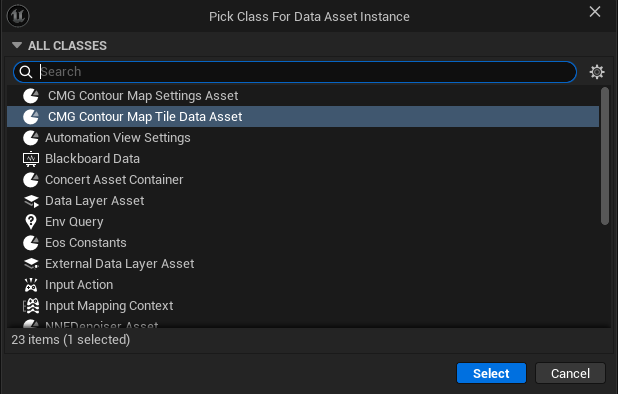 Pick Class For Data Asset Instance
ALL CLASSES
Search
CMG Contour Map Settings Asset
CMG Contour Map Tile Data Asset
Automation View Settings
Blackboard Data
Concert Asset Container
Data Layer Asset
Env Query
Eos Constants
External Data Layer Asset
Input Action
Input Mapping Context
NNEDenoiser Asset
23 items (1 selected)
Select
Cancel